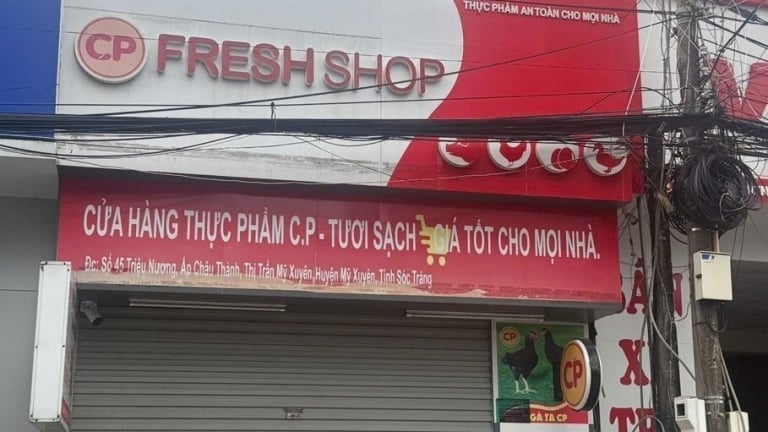 THỰC PHẨM AN TOÀN CHO MỌI NHÀ
CP FRESH SHOP
CỬA HÀNG THỰC PHẨM C.P - TƯƠI SẠCH GIÁ TỐT CHO MỌI NHÀ.
Đc: Số 45 Triệu Nương, Ấp Châu Thành, Thị Trấn Mỹ Xuyên, Huyện Mỹ Xuyên, Tỉnh Sóc Trăng
CP
CP
GÀ TA CP
X